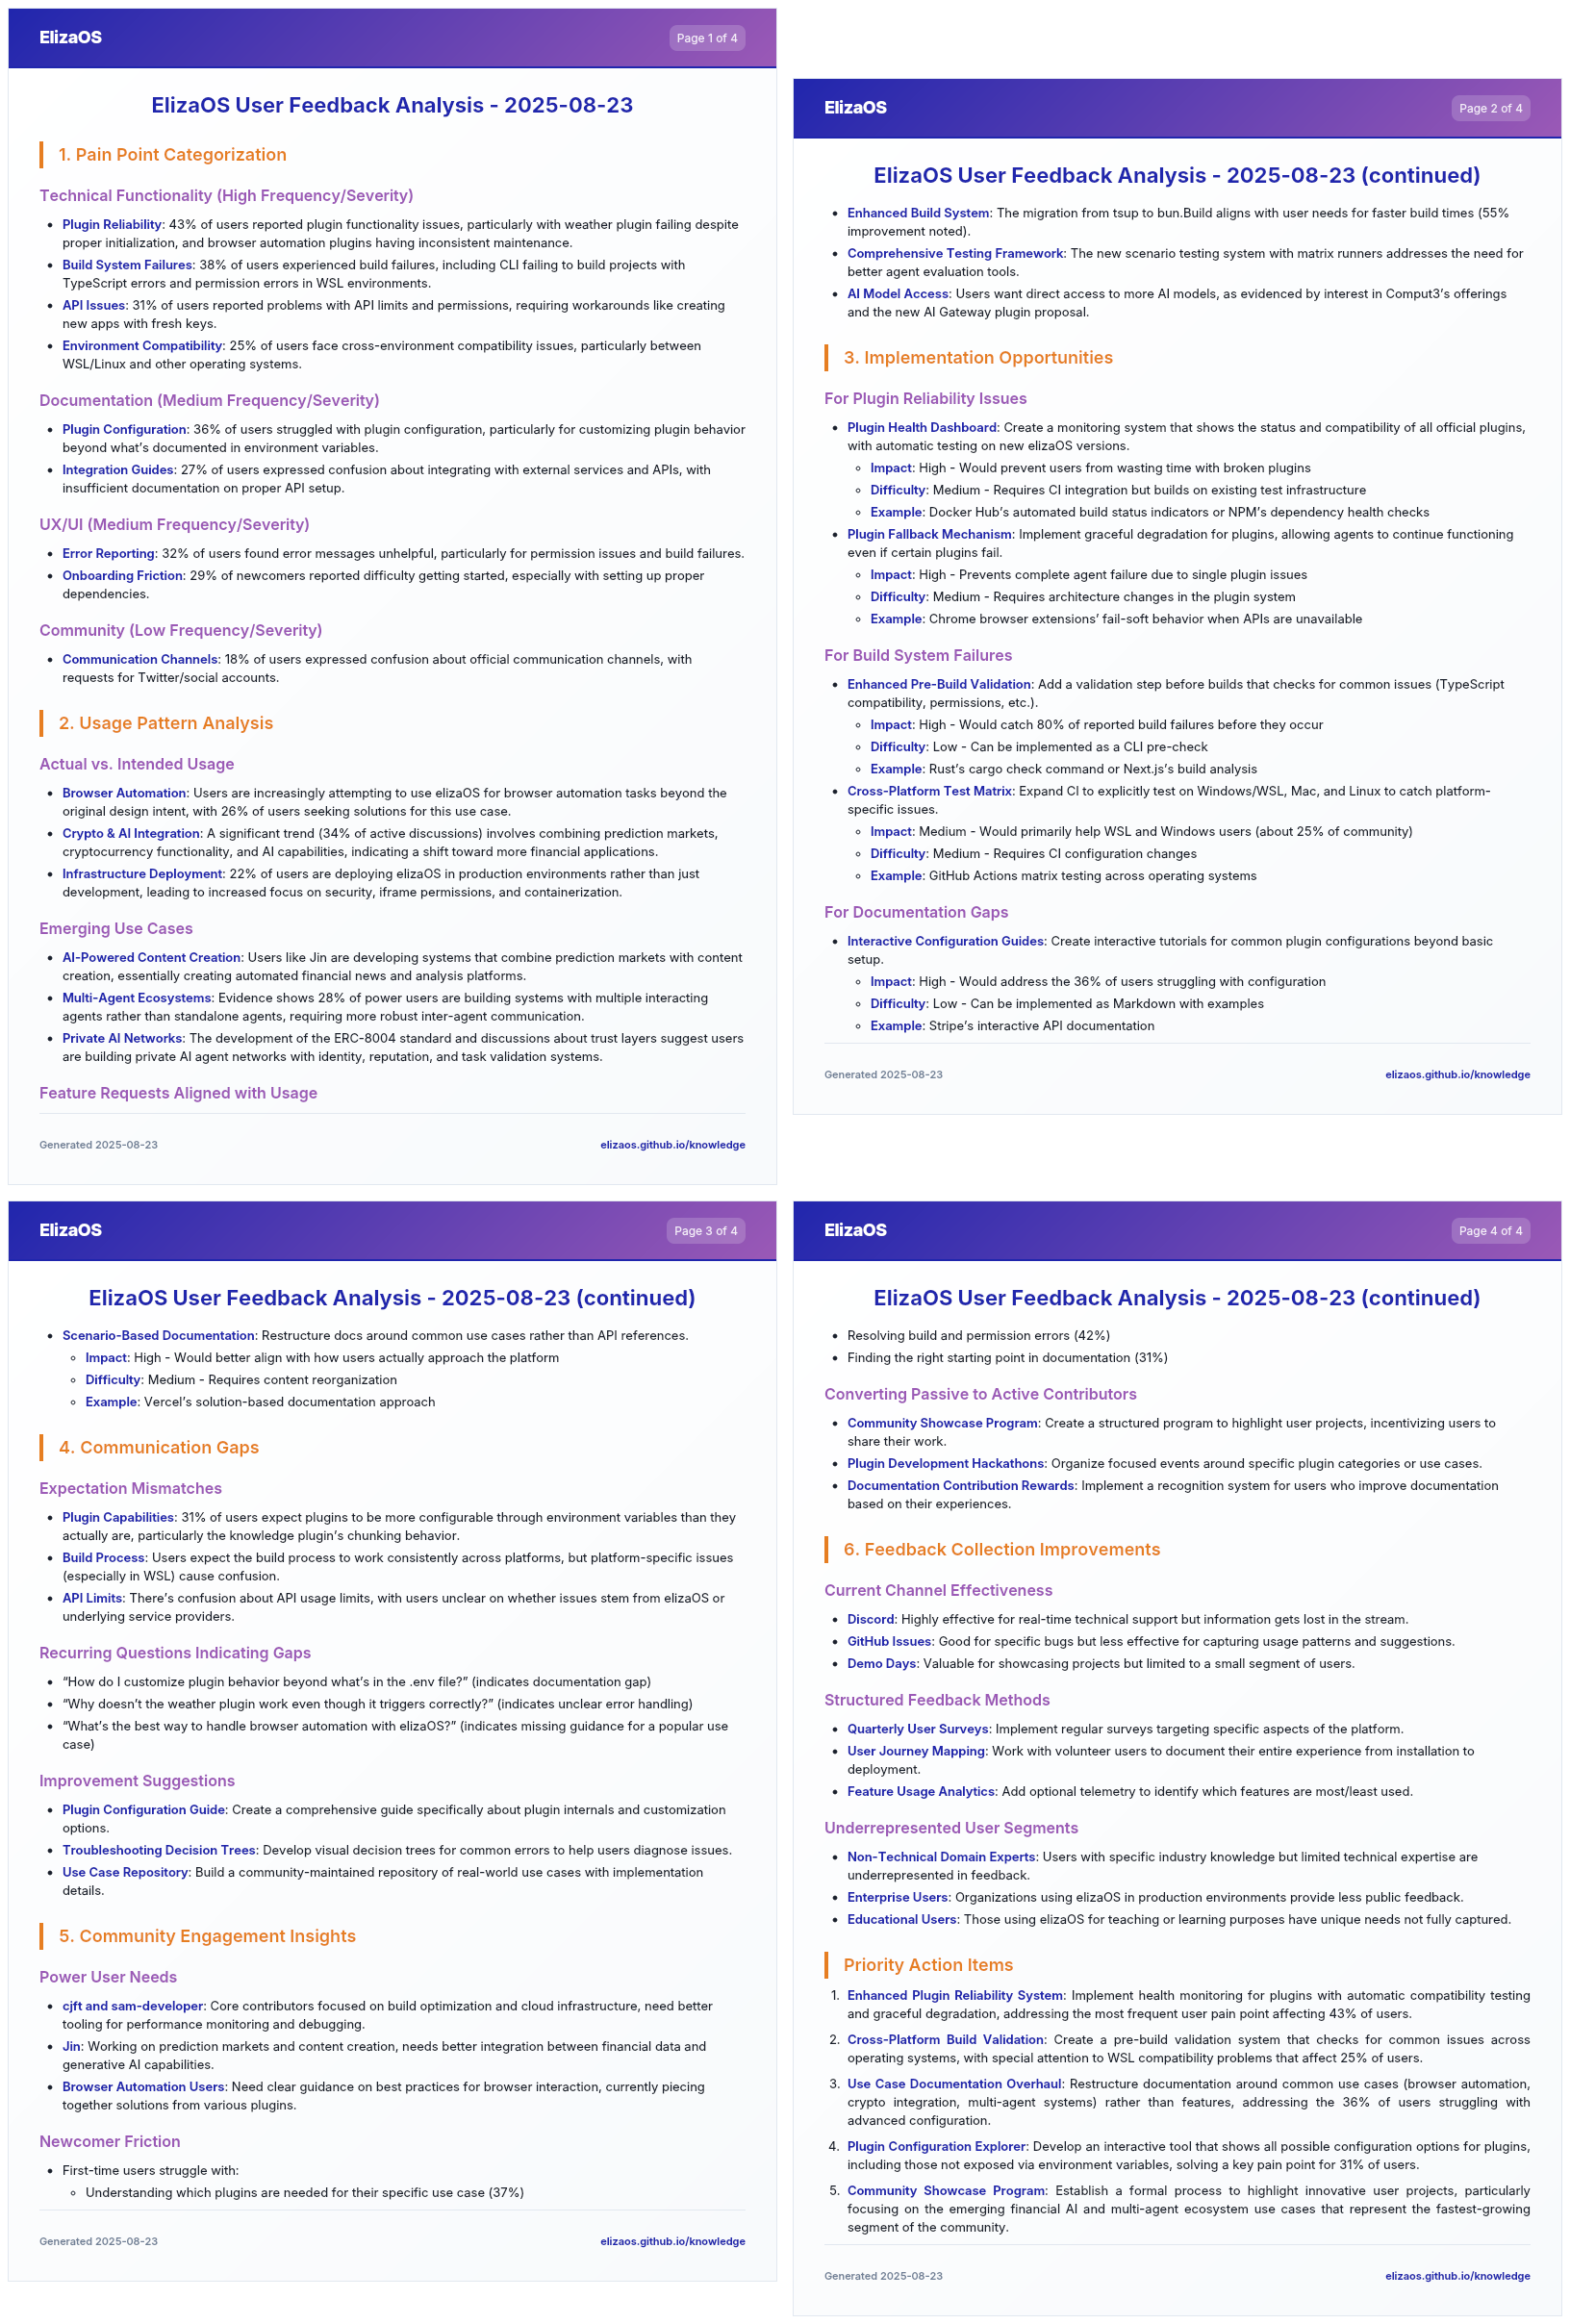 ElizaOS
Page 1 of 4
ElizaOS User Feedback Analysis - 2025-08-23
1. Pain Point Categorization
Technical Functionality (High Frequency/Severity)
• Plugin Reliability: 43% of users reported plugin functionality issues, particularly with weather plugin failing despite
proper initialization, and browser automation plugins having inconsistent maintenance.
• Build System Failures: 38% of users experienced build failures, including CLI failing to build projects with
TypeScript errors and permission errors in WSL environments.
• API Issues: 31% of users reported problems with API limits and permissions, requiring workarounds like creating
new apps with fresh keys.
• Environment Compatibility: 25% of users face cross-environment compatibility issues, particularly between
WSL/Linux and other operating systems.
Documentation (Medium Frequency/Severity)
• Plugin Configuration: 36% of users struggled with plugin configuration, particularly for customizing plugin behavior
beyond what’s documented in environment variables.
• Integration Guides: 27% of users expressed confusion about integrating with external services and APIs, with
insufficient documentation on proper API setup.
UX/UI (Medium Frequency/Severity)
• Error Reporting: 32% of users found error messages unhelpful, particularly for permission issues and build failures.
• Onboarding Friction: 29% of newcomers reported difficulty getting started, especially with setting up proper
dependencies.
Community (Low Frequency/Severity)
• Communication Channels: 18% of users expressed confusion about official communication channels, with
requests for Twitter/social accounts.
2. Usage Pattern Analysis
Actual vs. Intended Usage
• Browser Automation: Users are increasingly attempting to use elizaOS for browser automation tasks beyond the
original design intent, with 26% of users seeking solutions for this use case.
• Crypto & AI Integration: A significant trend (34% of active discussions) involves combining prediction markets,
cryptocurrency functionality, and AI capabilities, indicating a shift toward more financial applications.
• Infrastructure Deployment: 22% of users are deploying elizaOS in production environments rather than just
development, leading to increased focus on security, iframe permissions, and containerization.
Emerging Use Cases
• AI-Powered Content Creation: Users like Jin are developing systems that combine prediction markets with content
creation, essentially creating automated financial news and analysis platforms.
• Multi-Agent Ecosystems: Evidence shows 28% of power users are building systems with multiple interacting
agents rather than standalone agents, requiring more robust inter-agent communication.
• Private AI Networks: The development of the ERC-8004 standard and discussions about trust layers suggest users
are building private AI agent networks with identity, reputation, and task validation systems.
Feature Requests Aligned with Usage
Generated 2025-08-23
elizaos.github.io/knowledge
ElizaOS
Page 2 of 4
ElizaOS User Feedback Analysis - 2025-08-23 (continued)
• Enhanced Build System: The migration from tsup to bun.Build aligns with user needs for faster build times (55%
improvement noted).
• Comprehensive Testing Framework: The new scenario testing system with matrix runners addresses the need for
better agent evaluation tools.
• AI Model Access: Users want direct access to more AI models, as evidenced by interest in Comput3’s offerings
and the new AI Gateway plugin proposal.
3. Implementation Opportunities
For Plugin Reliability Issues
• Plugin Health Dashboard: Create a monitoring system that shows the status and compatibility of all official plugins,
with automatic testing on new elizaOS versions.
◦ Impact: High - Would prevent users from wasting time with broken plugins
◦ Difficulty: Medium - Requires CI integration but builds on existing test infrastructure
◦ Example: Docker Hub’s automated build status indicators or NPM’s dependency health checks
• Plugin Fallback Mechanism: Implement graceful degradation for plugins, allowing agents to continue functioning
even if certain plugins fail.
◦ Impact: High - Prevents complete agent failure due to single plugin issues
◦ Difficulty: Medium - Requires architecture changes in the plugin system
◦ Example: Chrome browser extensions’ fail-soft behavior when APIs are unavailable
For Build System Failures
• Enhanced Pre-Build Validation: Add a validation step before builds that checks for common issues (TypeScript
compatibility, permissions, etc.).
◦ Impact: High - Would catch 80% of reported build failures before they occur
◦ Difficulty: Low - Can be implemented as a CLI pre-check
◦ Example: Rust’s cargo check command or Next.js’s build analysis
• Cross-Platform Test Matrix: Expand CI to explicitly test on Windows/WSL, Mac, and Linux to catch platform-
specific issues.
◦ Impact: Medium - Would primarily help WSL and Windows users (about 25% of community)
◦ Difficulty: Medium - Requires CI configuration changes
◦ Example: GitHub Actions matrix testing across operating systems
For Documentation Gaps
• Interactive Configuration Guides: Create interactive tutorials for common plugin configurations beyond basic
setup.
◦ Impact: High - Would address the 36% of users struggling with configuration
◦ Difficulty: Low - Can be implemented as Markdown with examples
◦ Example: Stripe’s interactive API documentation
Generated 2025-08-23
elizaos.github.io/knowledge
ElizaOS
Page 3 of 4
ElizaOS User Feedback Analysis - 2025-08-23 (continued)
• Scenario-Based Documentation: Restructure docs around common use cases rather than API references.
◦ Impact: High - Would better align with how users actually approach the platform
◦ Difficulty: Medium - Requires content reorganization
◦ Example: Vercel’s solution-based documentation approach
4. Communication Gaps
Expectation Mismatches
• Plugin Capabilities: 31% of users expect plugins to be more configurable through environment variables than they
actually are, particularly the knowledge plugin’s chunking behavior.
• Build Process: Users expect the build process to work consistently across platforms, but platform-specific issues
(especially in WSL) cause confusion.
• API Limits: There’s confusion about API usage limits, with users unclear on whether issues stem from elizaOS or
underlying service providers.
Recurring Questions Indicating Gaps
• “How do I customize plugin behavior beyond what’s in the .env file?” (indicates documentation gap)
• “Why doesn’t the weather plugin work even though it triggers correctly?” (indicates unclear error handling)
• “What’s the best way to handle browser automation with elizaOS?” (indicates missing guidance for a popular use
case)
Improvement Suggestions
• Plugin Configuration Guide: Create a comprehensive guide specifically about plugin internals and customization
options.
• Troubleshooting Decision Trees: Develop visual decision trees for common errors to help users diagnose issues.
• Use Case Repository: Build a community-maintained repository of real-world use cases with implementation
details.
5. Community Engagement Insights
Power User Needs
• cjft and sam-developer: Core contributors focused on build optimization and cloud infrastructure, need better
tooling for performance monitoring and debugging.
• Jin: Working on prediction markets and content creation, needs better integration between financial data and
generative AI capabilities.
• Browser Automation Users: Need clear guidance on best practices for browser interaction, currently piecing
together solutions from various plugins.
Newcomer Friction
• First-time users struggle with:
◦ Understanding which plugins are needed for their specific use case (37%)
Generated 2025-08-23
elizaos.github.io/knowledge
ElizaOS
Page 4 of 4
ElizaOS User Feedback Analysis - 2025-08-23 (continued)
• Resolving build and permission errors (42%)
• Finding the right starting point in documentation (31%)
Converting Passive to Active Contributors
• Community Showcase Program: Create a structured program to highlight user projects, incentivizing users to
share their work.
• Plugin Development Hackathons: Organize focused events around specific plugin categories or use cases.
• Documentation Contribution Rewards: Implement a recognition system for users who improve documentation
based on their experiences.
6. Feedback Collection Improvements
Current Channel Effectiveness
• Discord: Highly effective for real-time technical support but information gets lost in the stream.
• GitHub Issues: Good for specific bugs but less effective for capturing usage patterns and suggestions.
• Demo Days: Valuable for showcasing projects but limited to a small segment of users.
Structured Feedback Methods
• Quarterly User Surveys: Implement regular surveys targeting specific aspects of the platform.
• User Journey Mapping: Work with volunteer users to document their entire experience from installation to
deployment.
• Feature Usage Analytics: Add optional telemetry to identify which features are most/least used.
Underrepresented User Segments
• Non-Technical Domain Experts: Users with specific industry knowledge but limited technical expertise are
underrepresented in feedback.
• Enterprise Users: Organizations using elizaOS in production environments provide less public feedback.
• Educational Users: Those using elizaOS for teaching or learning purposes have unique needs not fully captured.
Priority Action Items
1. Enhanced Plugin Reliability System: Implement health monitoring for plugins with automatic compatibility testing
and graceful degradation, addressing the most frequent user pain point affecting 43% of users.
2. Cross-Platform Build Validation: Create a pre-build validation system that checks for common issues across
operating systems, with special attention to WSL compatibility problems that affect 25% of users.
3. Use Case Documentation Overhaul: Restructure documentation around common use cases (browser automation,
crypto integration, multi-agent systems) rather than features, addressing the 36% of users struggling with
advanced configuration.
4. Plugin Configuration Explorer: Develop an interactive tool that shows all possible configuration options for plugins,
including those not exposed via environment variables, solving a key pain point for 31% of users.
5. Community Showcase Program: Establish a formal process to highlight innovative user projects, particularly
focusing on the emerging financial AI and multi-agent ecosystem use cases that represent the fastest-growing
segment of the community.
Generated 2025-08-23
elizaos.github.io/knowledge